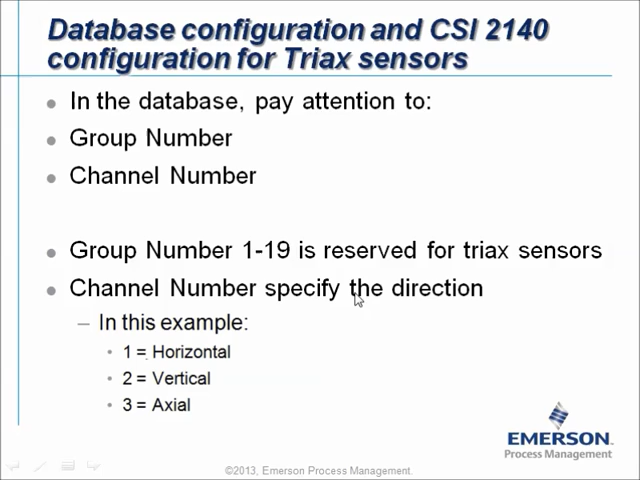 Database configuration and CSI 2140
configuration for Triax sensors
In the database, pay attention to:
Group Number
Channel Number
Group Number 1-19 is reserved for triax sensors
Channel Number specify the direction
– In this example:
1 = Horizontal
2 = Vertical
3 = Axial
EMERSON
Process Management
©2013, Emerson Process Management.